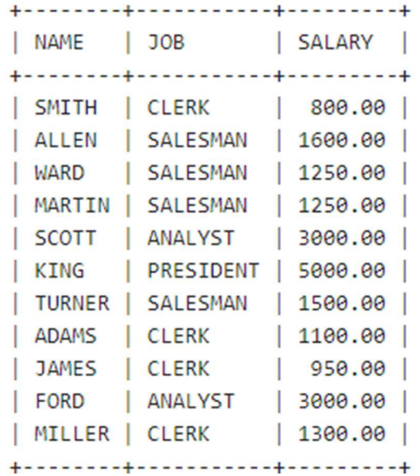 +--------+-----------+---------+
| NAME   | JOB       | SALARY  |
+--------+-----------+---------+
| SMITH  | CLERK     |  800.00 |
| ALLEN  | SALESMAN  | 1600.00 |
| WARD   | SALESMAN  | 1250.00 |
| MARTIN | SALESMAN  | 1250.00 |
| SCOTT  | ANALYST   | 3000.00 |
| KING   | PRESIDENT | 5000.00 |
| TURNER | SALESMAN  | 1500.00 |
| ADAMS  | CLERK     | 1100.00 |
| JAMES  | CLERK     |  950.00 |
| FORD   | ANALYST   | 3000.00 |
| MILLER | CLERK     | 1300.00 |
+--------+-----------+---------+